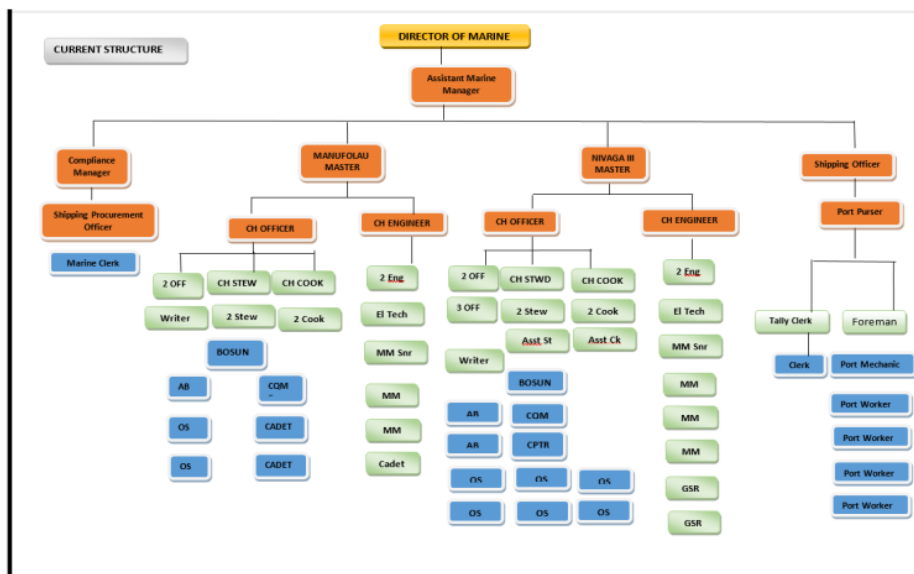 CURRENT STRUCTURE
DIRECTOR OF MARINE
Assistant Marine
Manager
Compliance
Manager
Shipping Procurement
Officer
Marine Clerk
MANUFOLAU
MASTER
CH OFFICER
CH ENGINEER
2 OFF
CH STEW
CH COOK
Writer
2 Stew
2 Cook
BOSUN
AB
CQM
OS
CADET
OS
CADET
2 Eng
El Tech
MM Snr
MM
MM
Cadet
NIVAGA III
MASTER
CH OFFICER
CH ENGINEER
2 OFF
CH STWD
CH COOK
3 OFF
2 Stew
2 Cook
Writer
Asst St
Asst Ck
BOSUN
AB
CQM
AB
CPTR
OS
OS
OS
OS
OS
OS
2 Eng
El Tech
MM Snr
MM
MM
MM
GSR
GSR
Shipping Officer
Port Purser
Tally Clerk
Foreman
Clerk
Port Mechanic
Port Worker
Port Worker
Port Worker
Port Worker